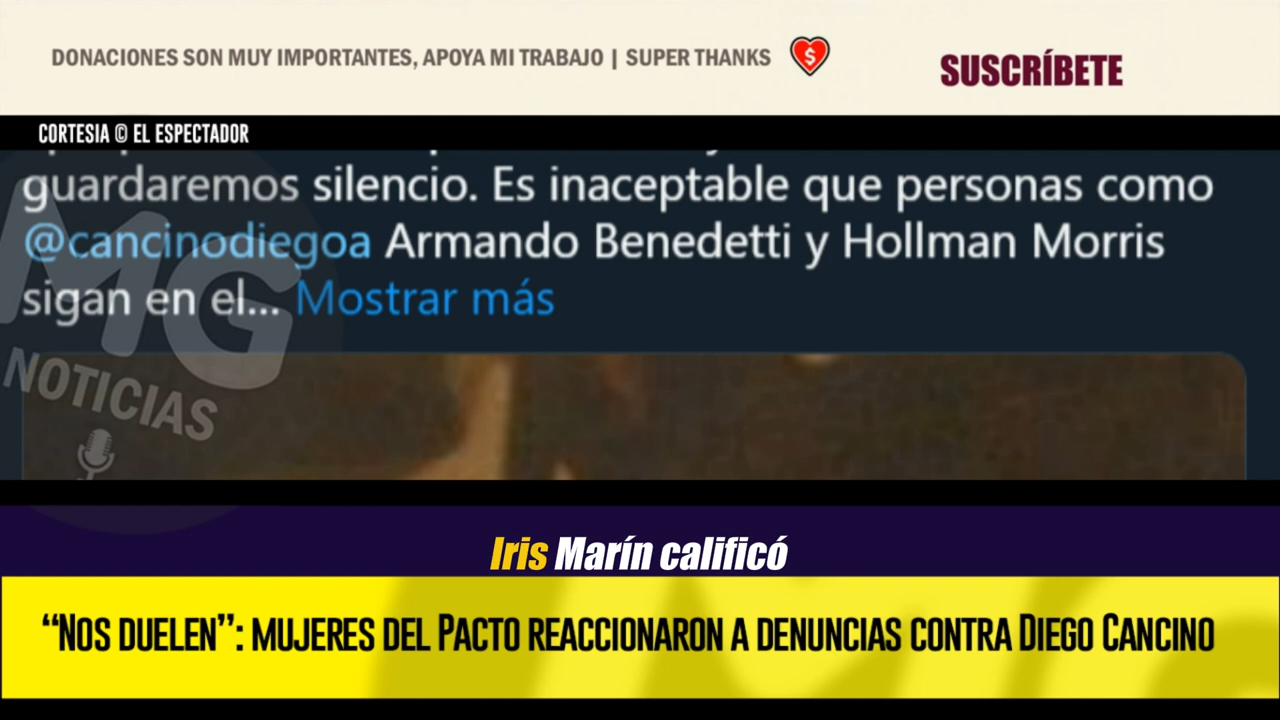 DONACIONES SON MUY IMPORTANTES, APOYA MI TRABAJO | SUPER THANKS
$
SUSCRÍBETE
CORTESIA © EL ESPECTADOR
guardaremos silencio. Es inaceptable que personas como
@cancinodiegoa Armando Benedetti y Hollman Morris
sigan en el... Mostrar más
MG
NOTICIAS
Iris Marín calificó
“NOS DUELEN”: MUJERES DEL PACTO REACCIONARON A DENUNCIAS CONTRA DIEGO CANCINO